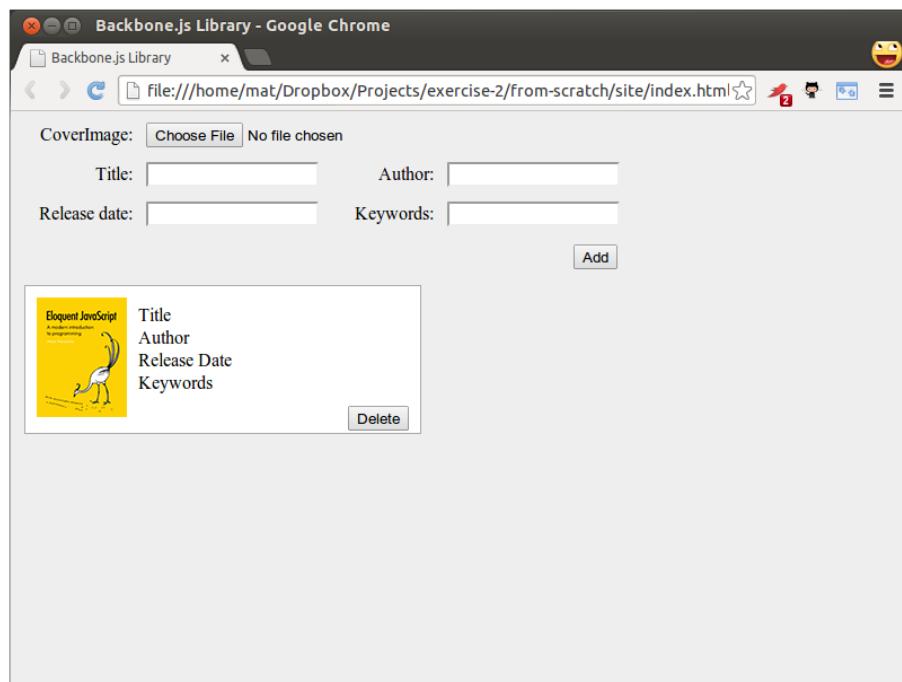 Backbone.js Library - Google Chrome
Backbone.js Library
file:///home/mat/Dropbox/Projects/exercise-2/from-scratch/site/index.html
2
CoverImage: Choose File No file chosen
Title: Author:
Release date: Keywords:
Add
Eloquent JavaScript
A modern introduction
to programming
Title
Author
Release Date
Keywords
Delete